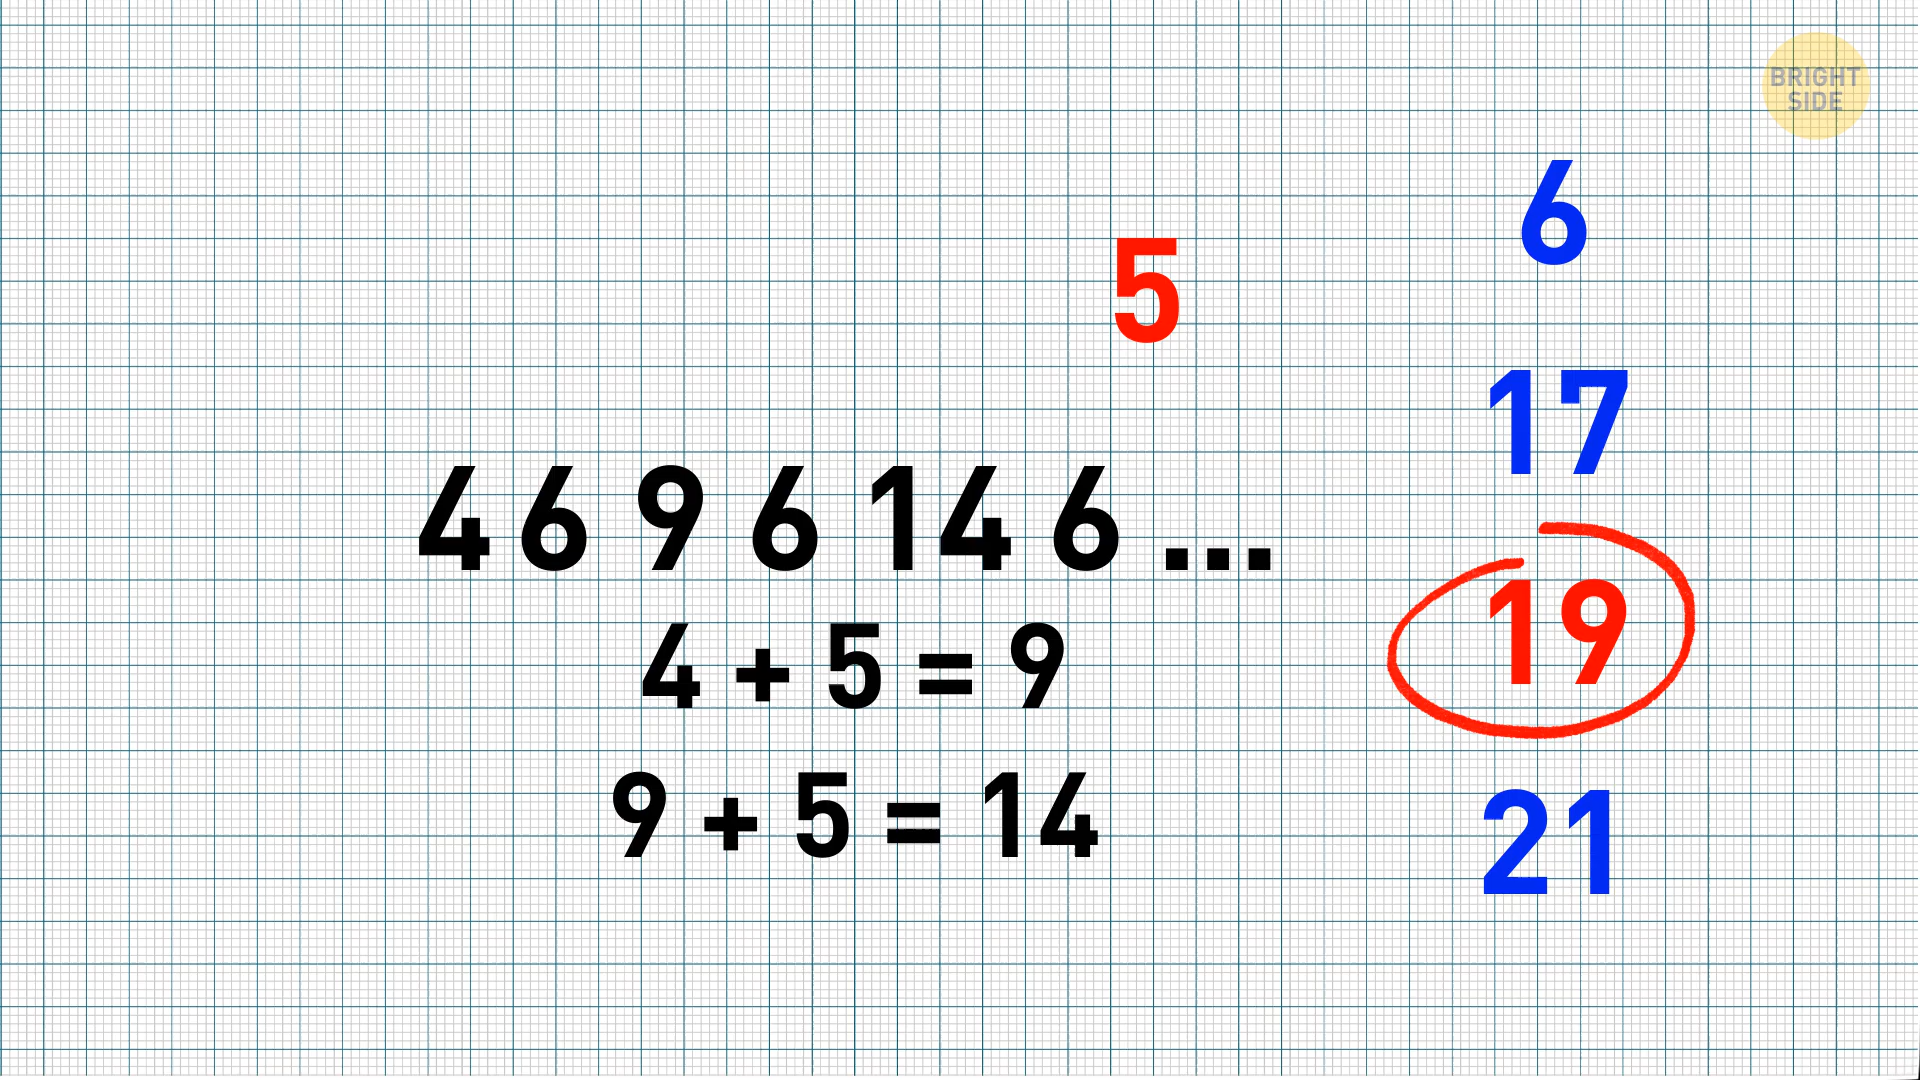 BRIGHT
SIDE
5
4 6 9 6 14 6 ...
4 + 5 = 9
9 + 5 = 14
6
17
19
21